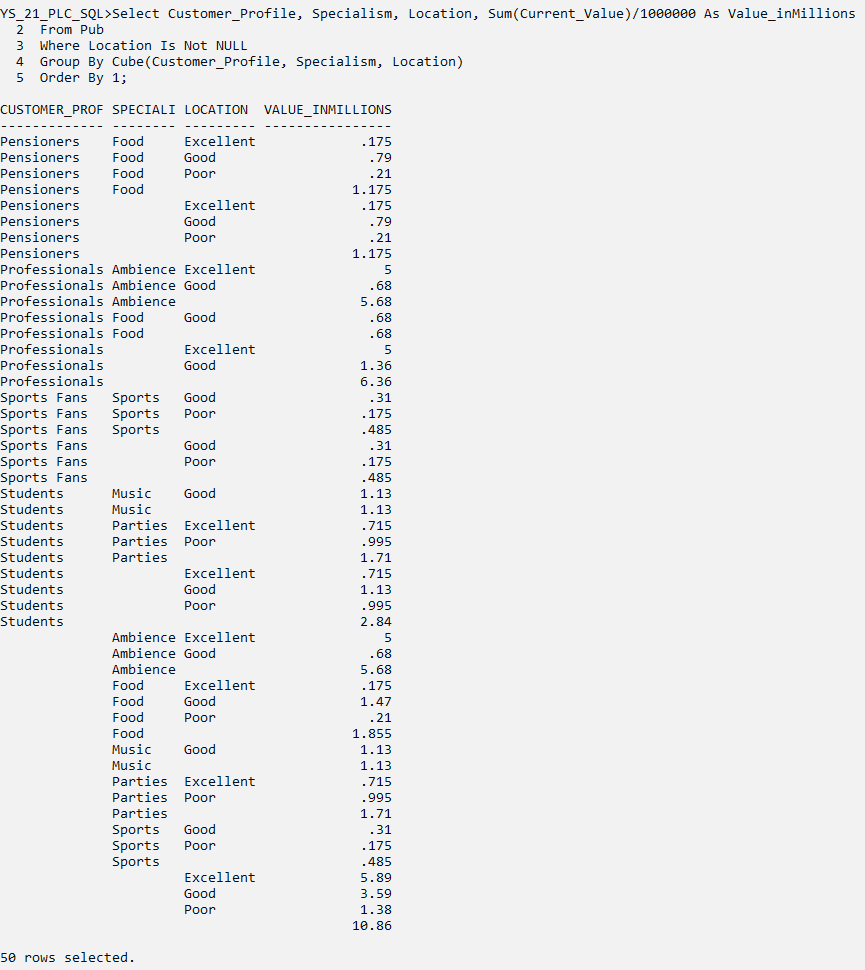 YS_21_PLC_SQL>Select Customer_Profile, Specialism, Location, Sum(Current_Value)/1000000 As Value_inMillions
  2  From Pub
  3  Where Location Is Not NULL
  4  Group By Cube(Customer_Profile, Specialism, Location)
  5  Order By 1;

CUSTOMER_PROF SPECIALI LOCATION  VALUE_INMILLIONS
------------- -------- --------- ----------------
Pensioners    Food     Excellent             .175
Pensioners    Food     Good                   .79
Pensioners    Food     Poor                   .21
Pensioners    Food                          1.175
Pensioners             Excellent             .175
Pensioners             Good                   .79
Pensioners             Poor                   .21
Pensioners                                  1.175
Professionals Ambience Excellent                5
Professionals Ambience Good                   .68
Professionals Ambience                       5.68
Professionals Food     Good                   .68
Professionals Food                            .68
Professionals          Excellent                5
Professionals          Good                  1.36
Professionals                                6.36
Sports Fans   Sports   Good                   .31
Sports Fans   Sports   Poor                  .175
Sports Fans   Sports                         .485
Sports Fans            Good                   .31
Sports Fans            Poor                  .175
Sports Fans                                  .485
Students      Music    Good                  1.13
Students      Music                          1.13
Students      Parties  Excellent             .715
Students      Parties  Poor                  .995
Students      Parties                        1.71
Students               Excellent             .715
Students               Good                  1.13
Students               Poor                  .995
Students                                     2.84
              Ambience Excellent                5
              Ambience Good                   .68
              Ambience                       5.68
              Food     Excellent             .175
              Food     Good                  1.47
              Food     Poor                   .21
              Food                          1.855
              Music    Good                  1.13
              Music                          1.13
              Parties  Excellent             .715
              Parties  Poor                  .995
              Parties                        1.71
              Sports   Good                   .31
              Sports   Poor                  .175
              Sports                         .485
                       Excellent             5.89
                       Good                  3.59
                       Poor                  1.38
                                            10.86

50 rows selected.